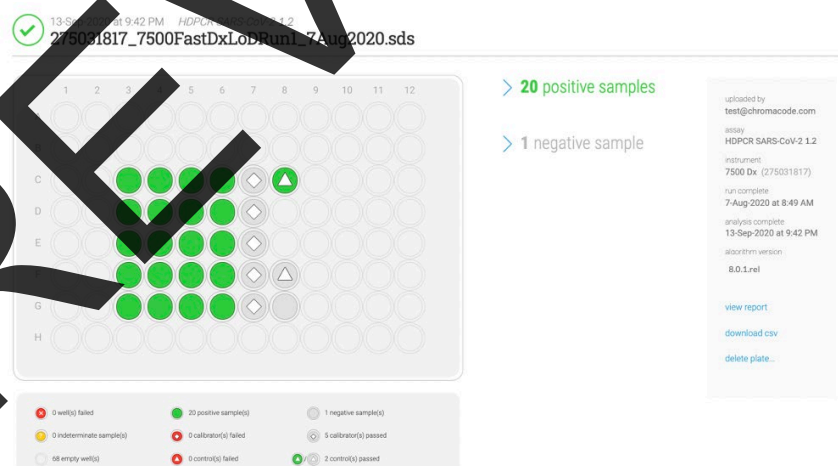 13-Sep-2020 at 9:42 PM HDPCR SARS-CoV-2 1.2
275031817_7500FastDxLoDRun1_7Aug2020.sds
1 2 3 4 5 6 7 8 9 10 11 12
C
D
E
G
H
20 positive samples
1 negative sample
uploaded by
test@chromacode.com
assay
HDPCR SARS-CoV-2 1.2
instrument
7500 Dx (275031817)
run complete
7-Aug-2020 at 8:49 AM
analysis complete
13-Sep-2020 at 9:42 PM
algorithm version
8.0.1.rel
view report
download csv
delete plate...
0 well(s) failed
20 positive sample(s)
1 negative sample(s)
0 indeterminate sample(s)
0 calibrator(s) failed
5 calibrator(s) passed
68 empty well(s)
0 control(s) failed
2 control(s) passed